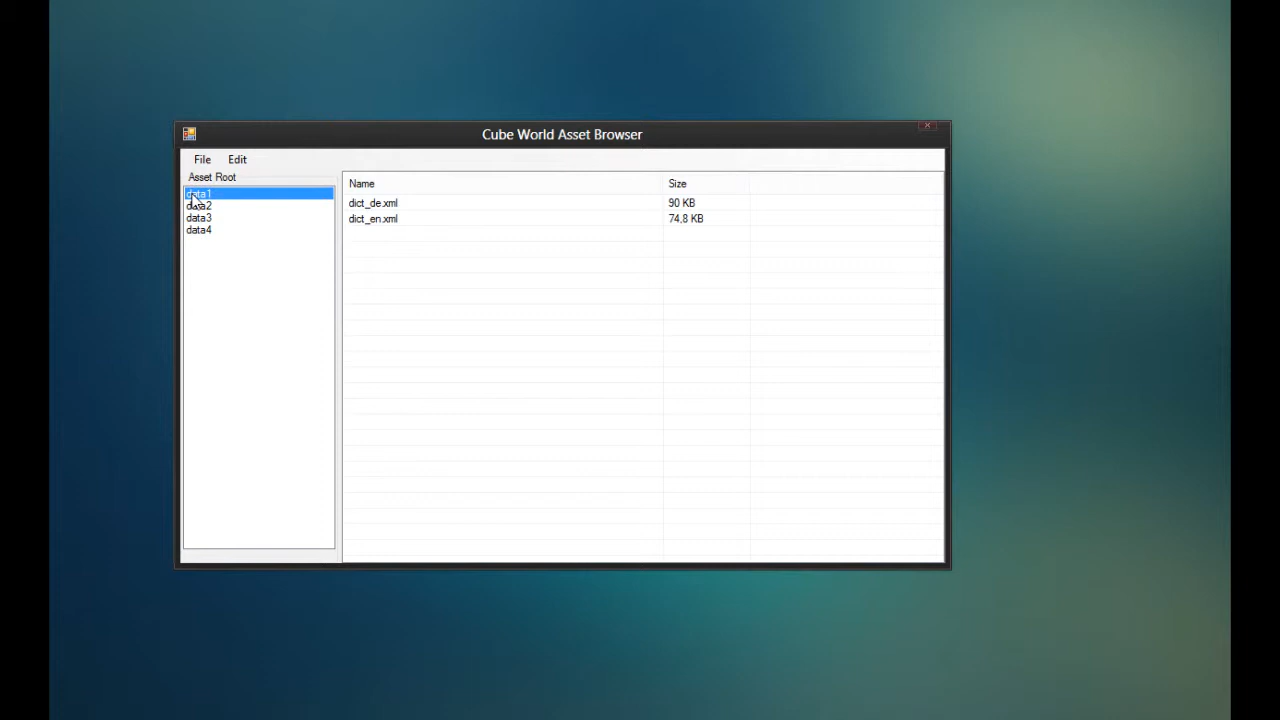 Cube World Asset Browser
File Edit
Asset Root
data1
data2
data3
data4
Name Size
dict_de.xml 90 KB
dict_en.xml 74,8 KB